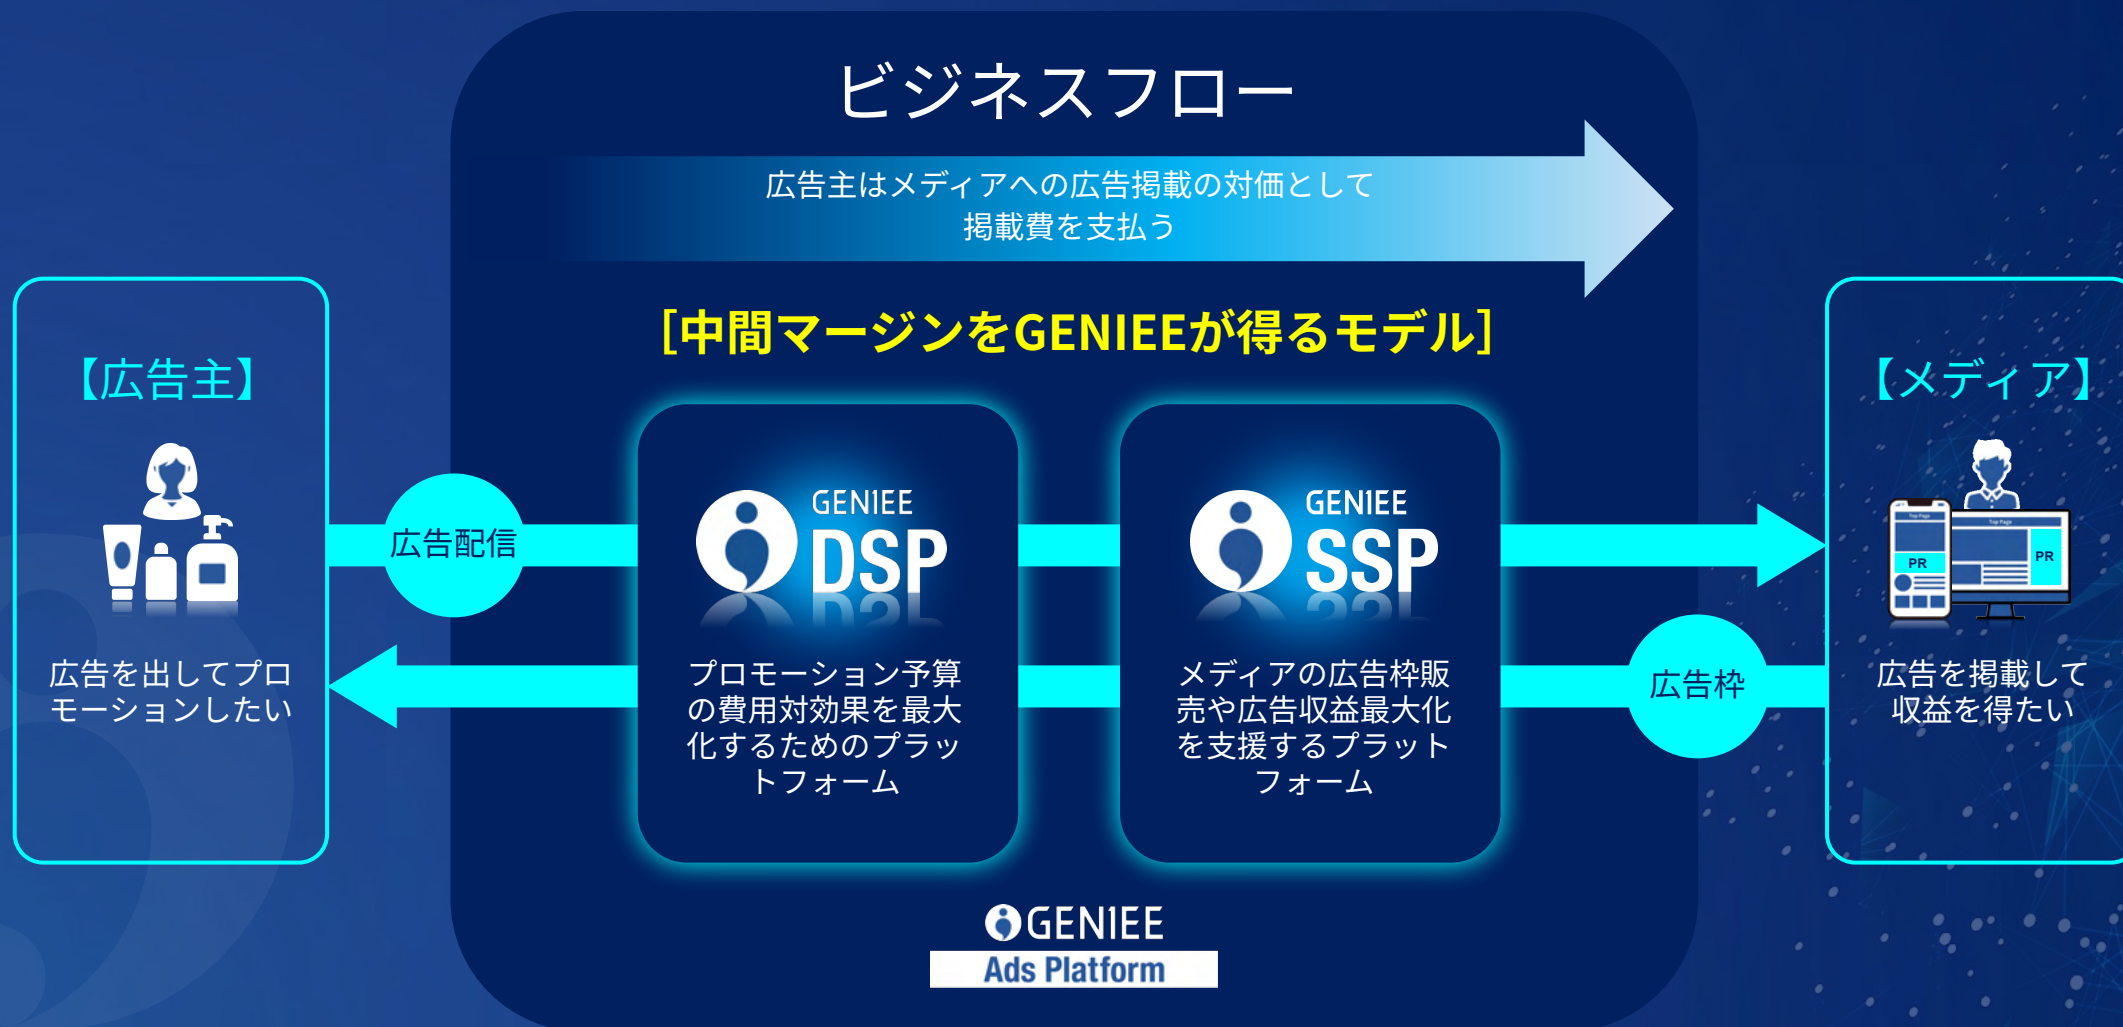 ビジネスフロー
広告主はメディアへの広告掲載の対価として
掲載費を支払う
[中間マージンをGENIEEが得るモデル]
【広告主】
広告を出してプロ
モーションしたい
広告配信
GENIEE
DSP
プロモーション予算
の費用対効果を最大
化するためのプラッ
トフォーム
GENIEE
SSP
メディアの広告枠販
売や広告収益最大化
を支援するプラット
フォーム
広告枠
【メディア】
Top Page
Top Page
PR
PR
広告を掲載して
収益を得たい
GENIEE
Ads Platform